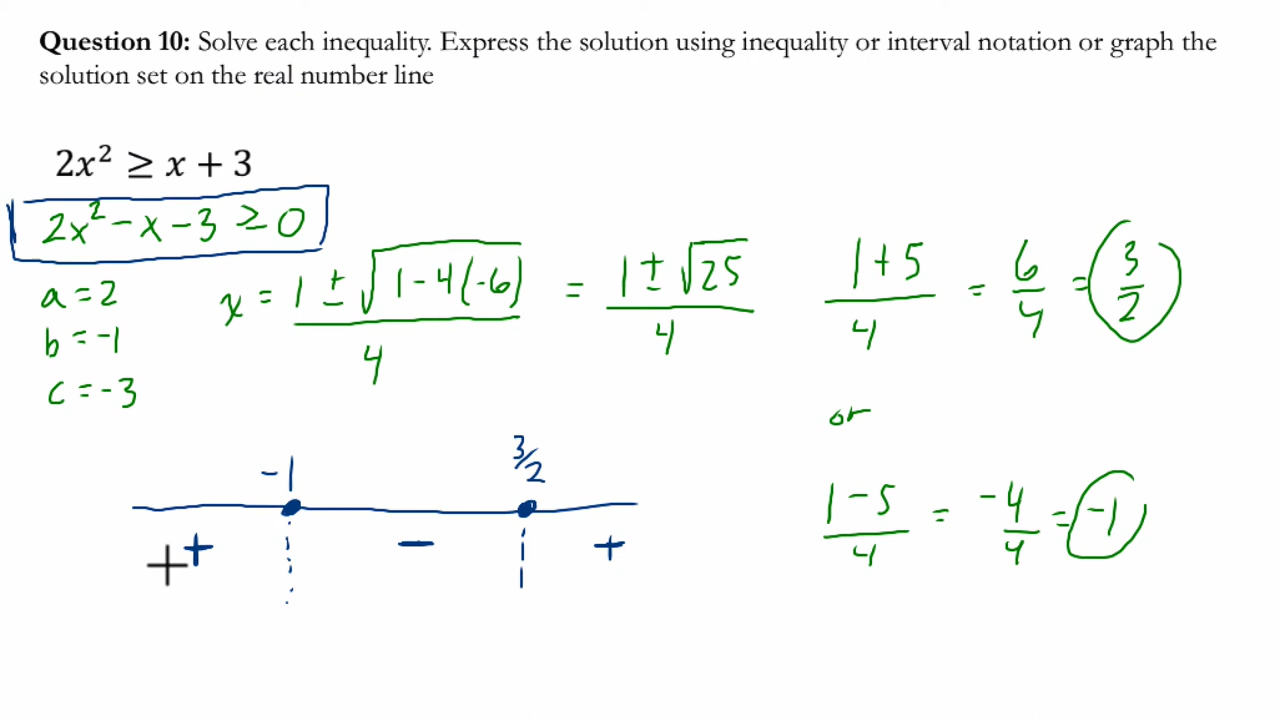 Question 10: Solve each inequality. Express the solution using inequality or interval notation or graph the
solution set on the real number line
2x² ≥ x + 3
2x² - x - 3 ≥ 0
a = 2
b = -1
c = -3
x = (1 ± √(1 - 4(-6)))/4 = (1 ± √25)/4
(1 + 5)/4 = 6/4 = 3/2
or
(1 - 5)/4 = -4/4 = -1
-1 3/2
+ - +